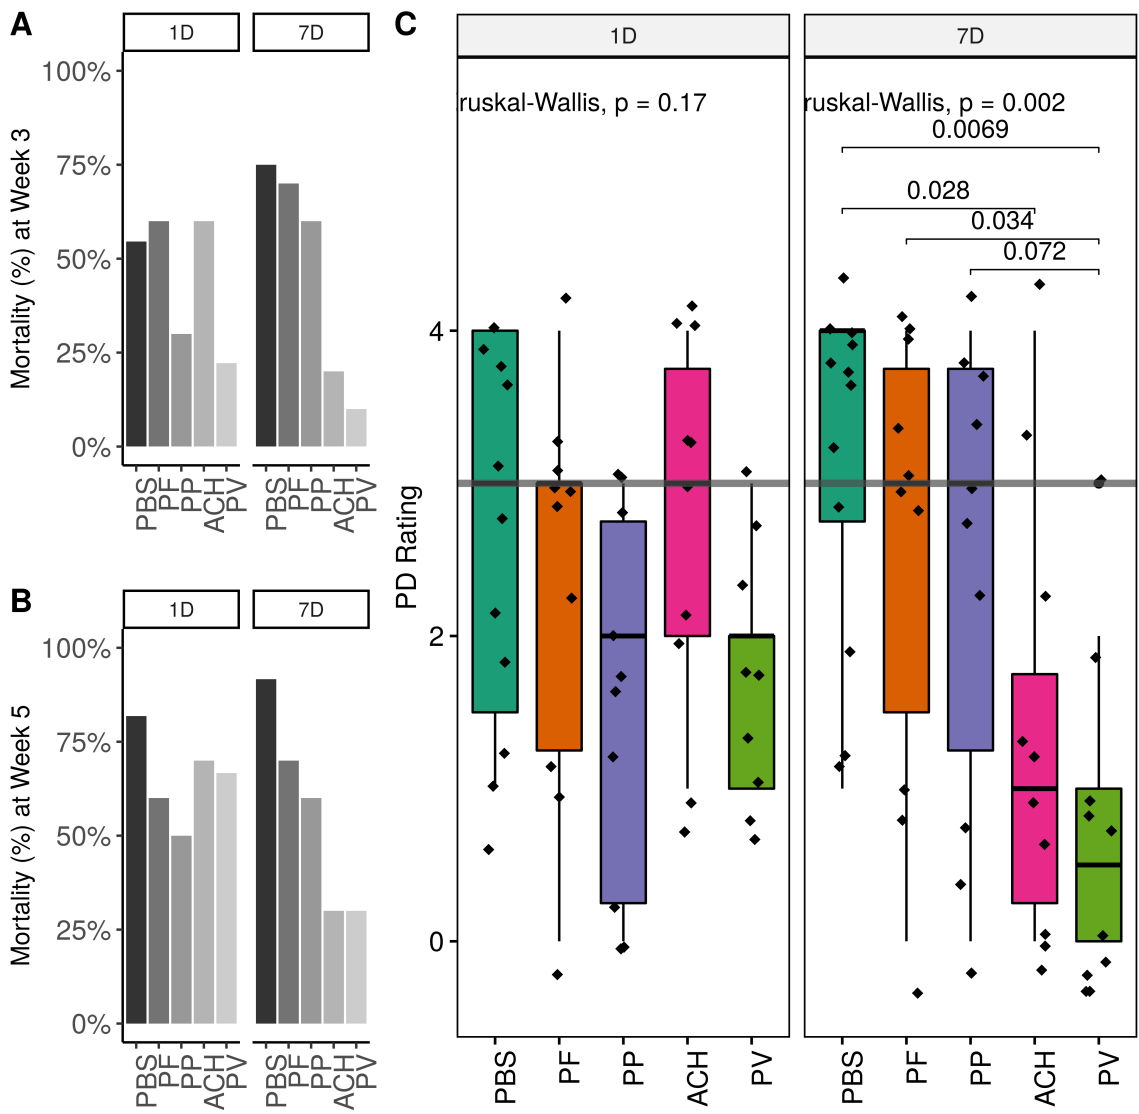 A
1D
7D
Mortality (%) at Week 3
100%
75%
50%
25%
0%
PBS
PF
PP
ACH
PV
PBS
PF
PP
ACH
PV
B
1D
7D
Mortality (%) at Week 5
100%
75%
50%
25%
0%
PBS
PF
PP
ACH
PV
PBS
PF
PP
ACH
PV
C
1D
7D
ruskal-Wallis, p = 0.17
ruskal-Wallis, p = 0.002
0.0069
0.028
0.034
0.072
PD Rating
4
2
0
PBS
PF
PP
ACH
PV
PBS
PF
PP
ACH
PV